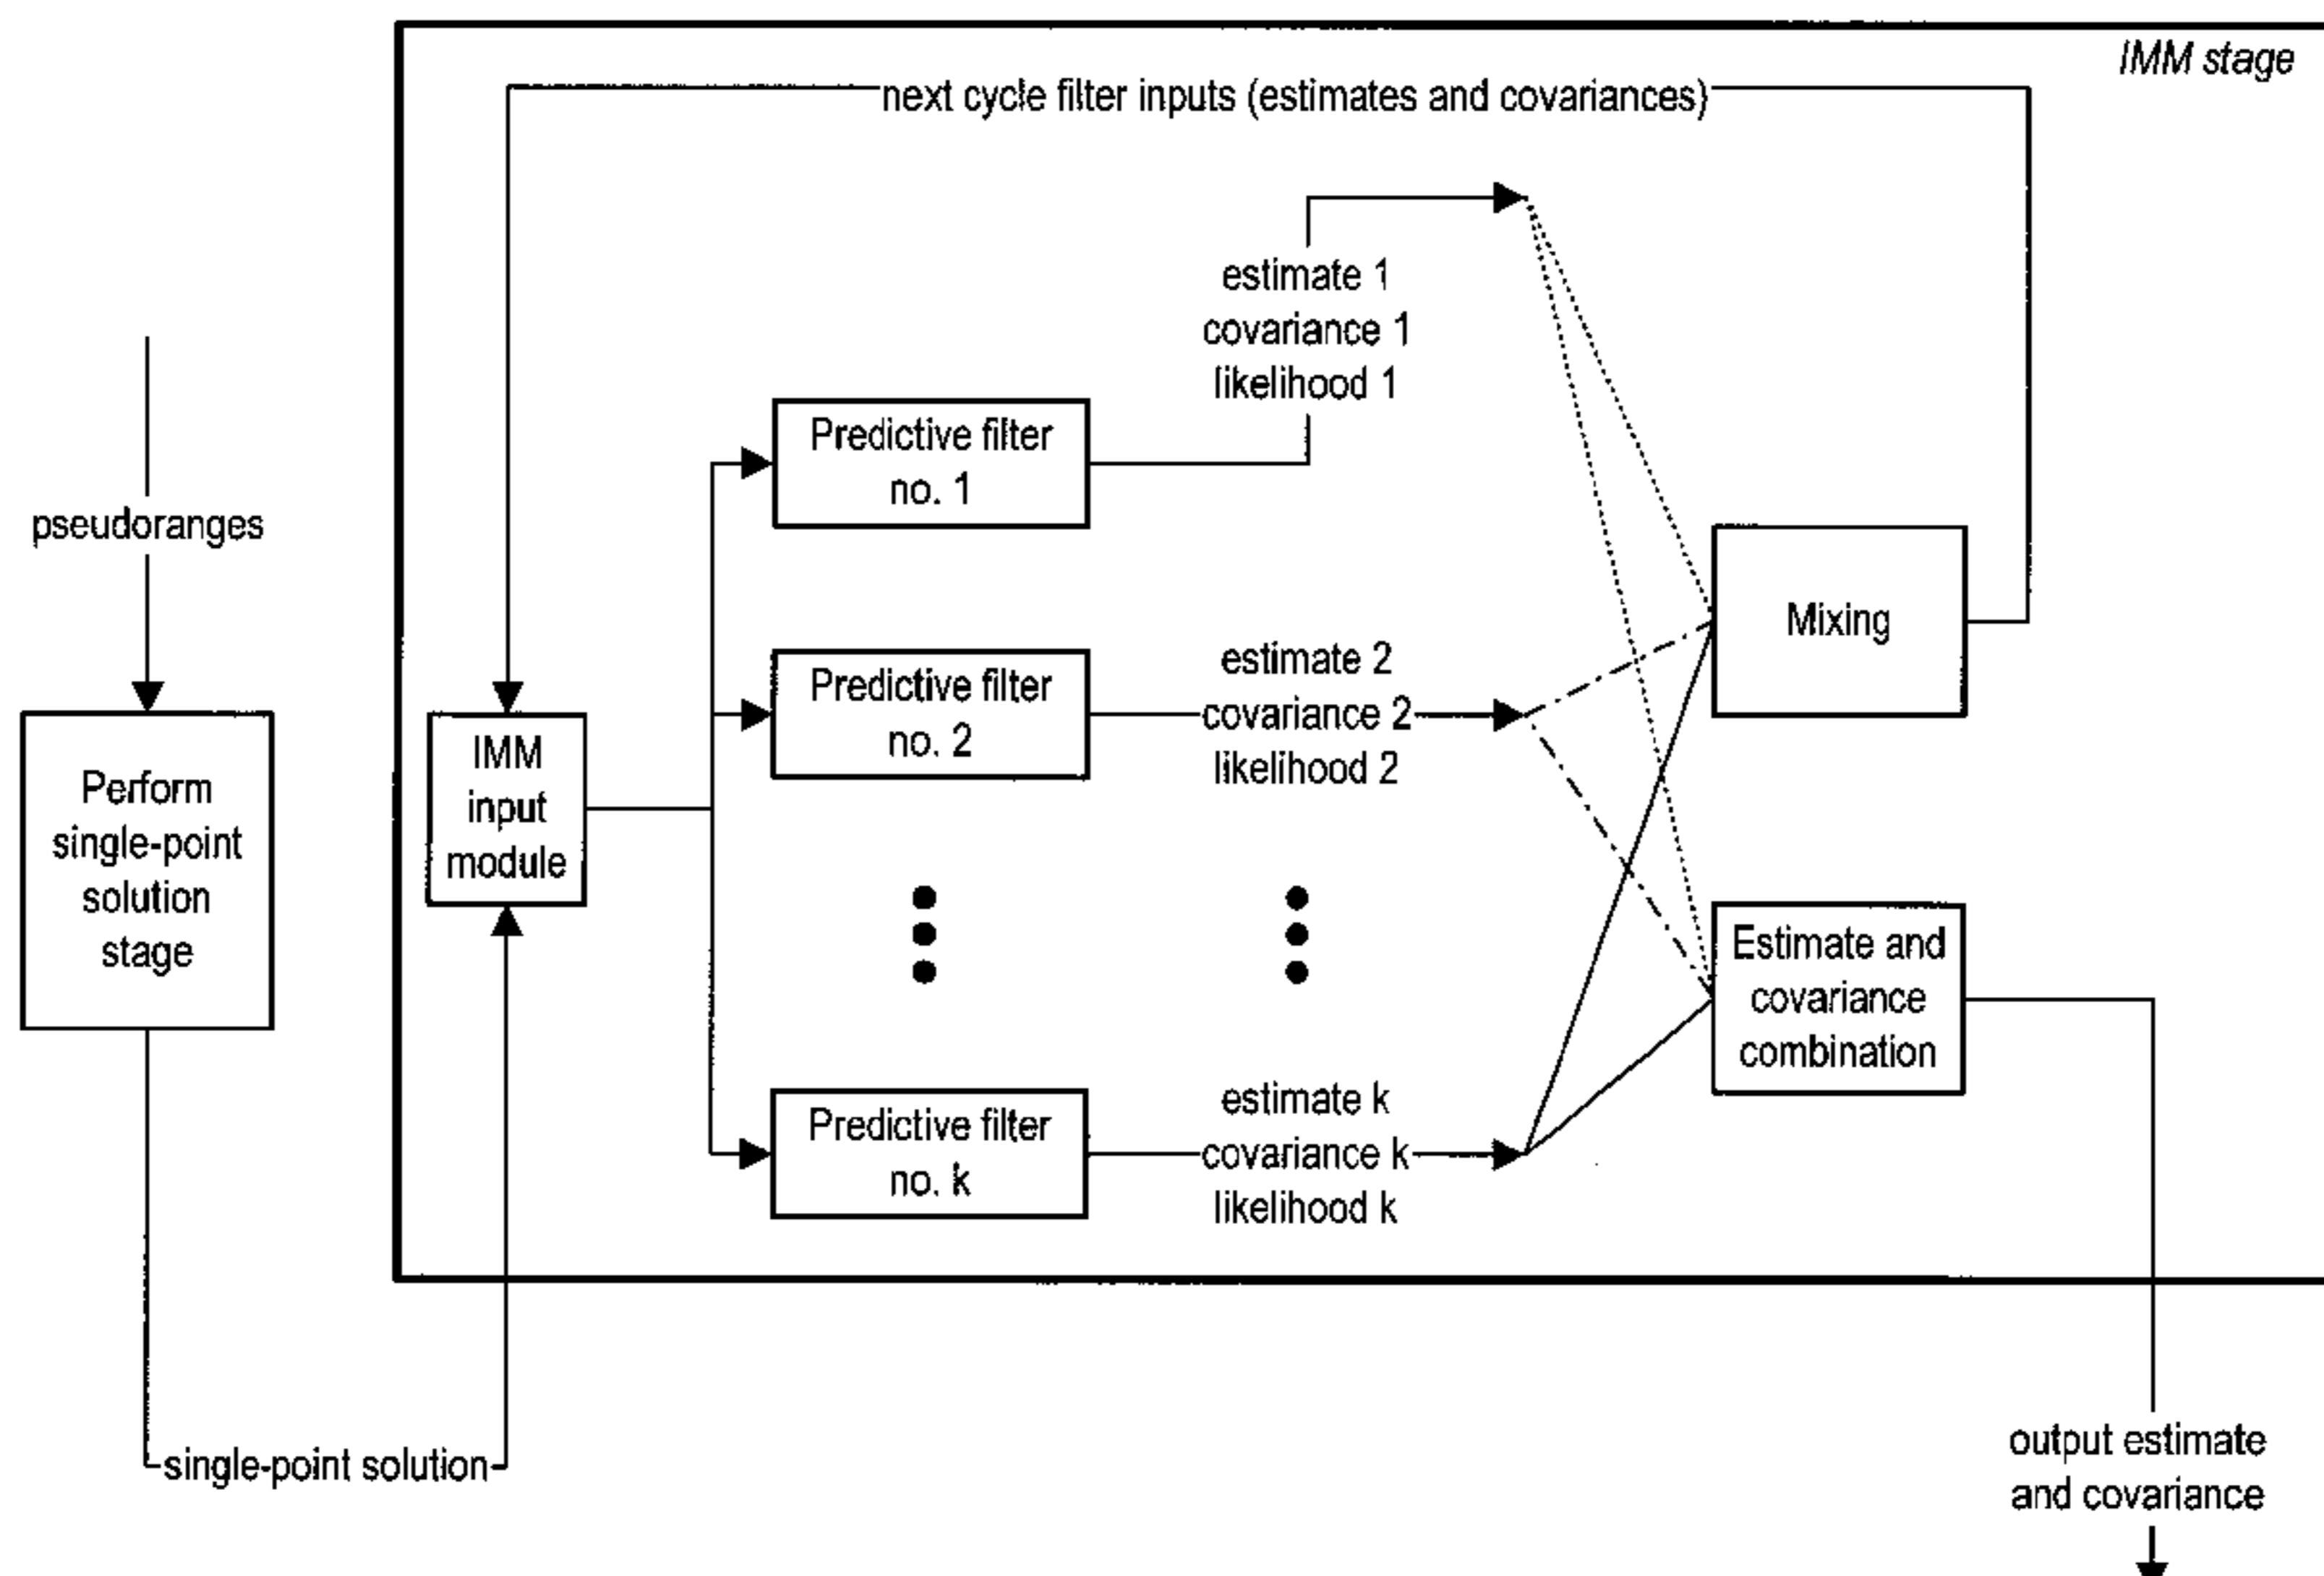 IMM stage
next cycle filter inputs (estimates and covariances)
estimate 1
covariance 1
likelihood 1
Predictive filter
no. 1
pseudoranges
Mixing
estimate 2
covariance 2
likelihood 2
Predictive filter
no. 2
IMM
input
module
Perform
single-point
solution
stage
Estimate and
covariance
combination
estimate k
covariance k
likelihood k
Predictive filter
no. k
single-point solution
output estimate
and covariance